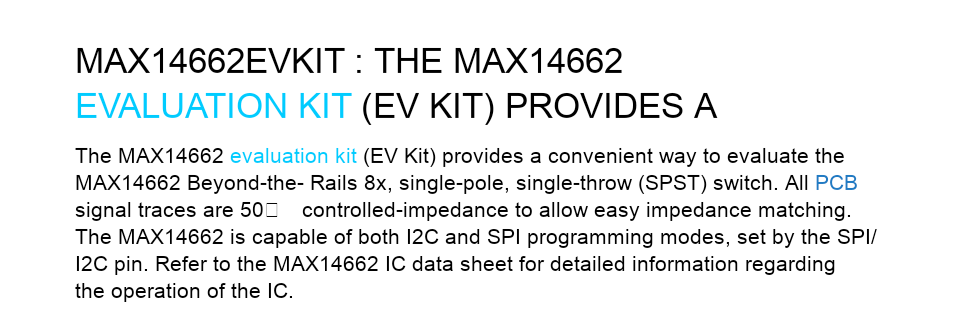 MAX14662EVKIT : THE MAX14662
EVALUATION KIT (EV KIT) PROVIDES A
The MAX14662 evaluation kit (EV Kit) provides a convenient way to evaluate the
MAX14662 Beyond-the- Rails 8x, single-pole, single-throw (SPST) switch. All PCB
signal traces are 50□ controlled-impedance to allow easy impedance matching.
The MAX14662 is capable of both I2C and SPI programming modes, set by the SPI/
I2C pin. Refer to the MAX14662 IC data sheet for detailed information regarding
the operation of the IC.